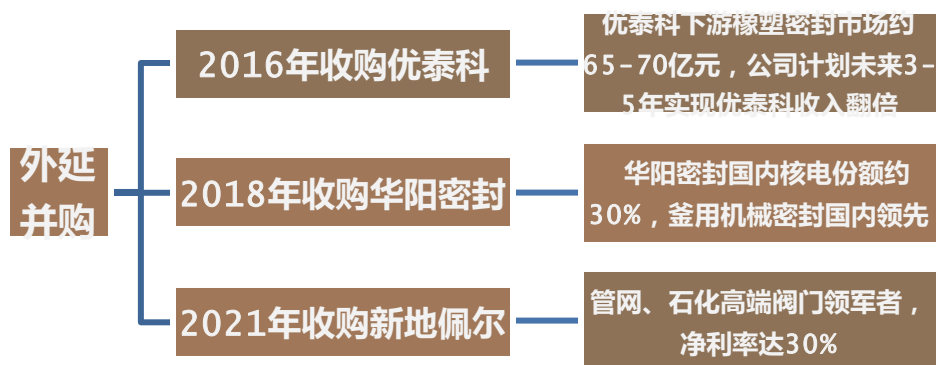 外延
并购
2016年收购优泰科
优泰科下游橡塑密封市场约
65-70亿元，公司计划未来3-
5年实现优泰科收入翻倍
2018年收购华阳密封
华阳密封国内核电份额约
30%，釜用机械密封国内领先
2021年收购新地佩尔
管网、石化高端阀门领军者，
净利率达30%